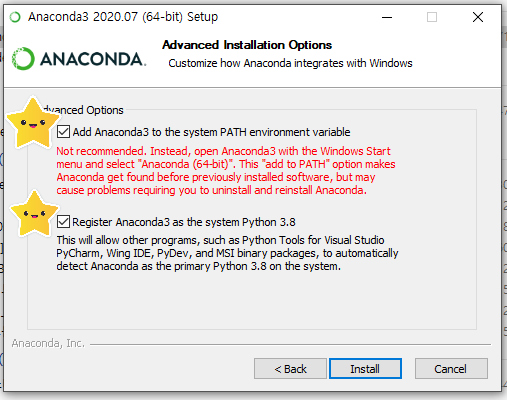 Anaconda3 2020.07 (64-bit) Setup
Advanced Installation Options
Customize how Anaconda integrates with Windows
ANACONDA.
Advanced Options
Add Anaconda3 to the system PATH environment variable
Not recommended. Instead, open Anaconda3 with the Windows Start
menu and select "Anaconda (64-bit)". This "add to PATH" option makes
Anaconda get found before previously installed software, but may
cause problems requiring you to uninstall and reinstall Anaconda.
Register Anaconda3 as the system Python 3.8
This will allow other programs, such as Python Tools for Visual Studio
PyCharm, Wing IDE, PyDev, and MSI binary packages, to automatically
detect Anaconda as the primary Python 3.8 on the system.
Anaconda, Inc.
< Back
Install
Cancel